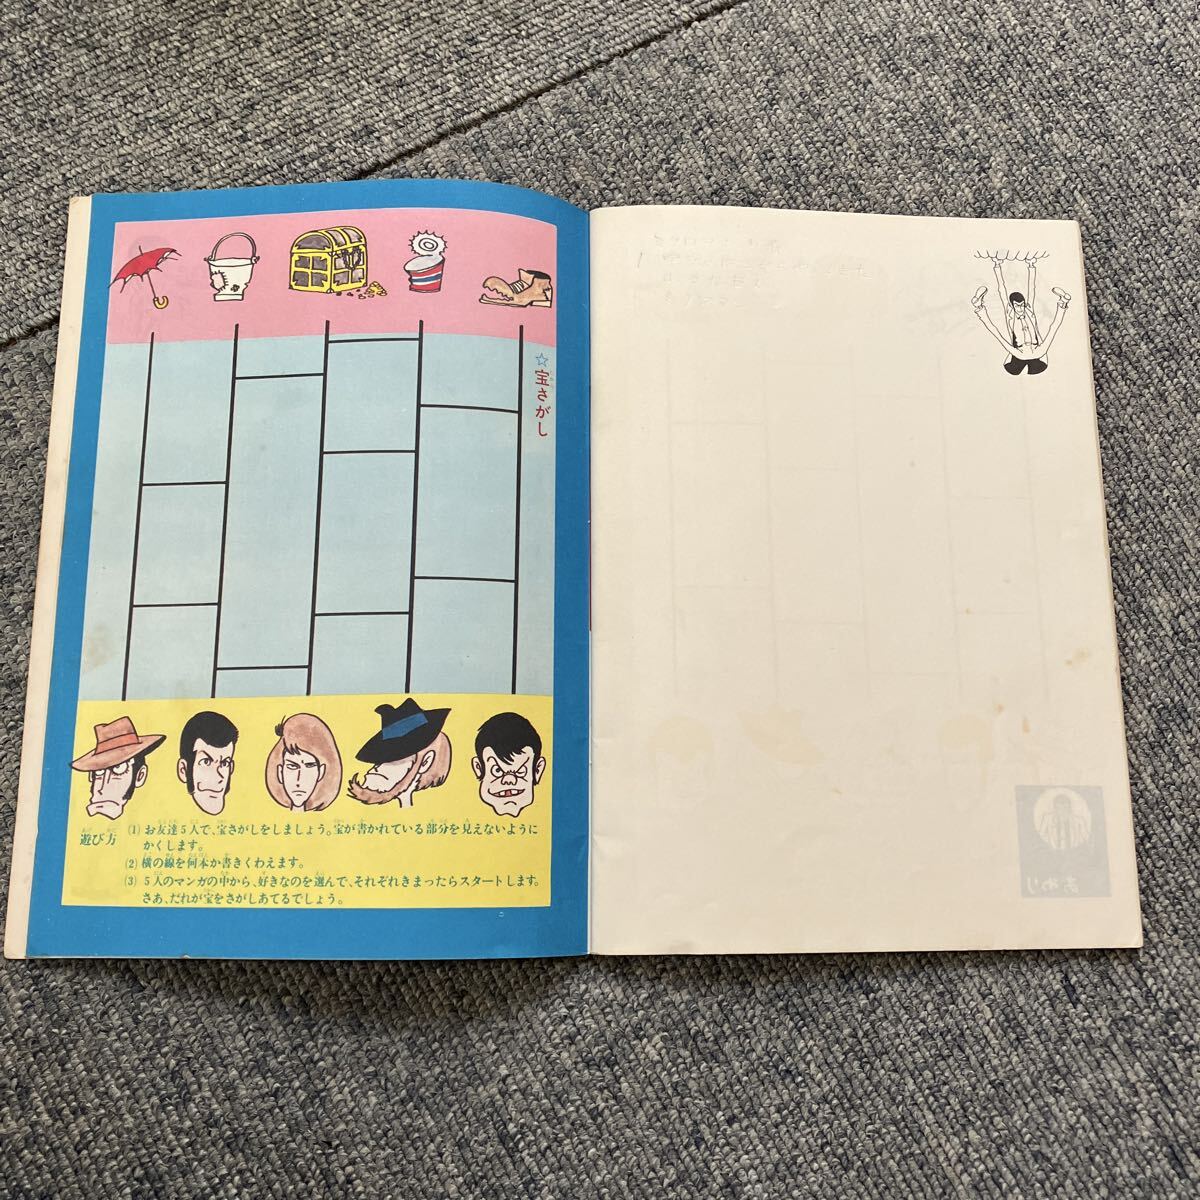 ☆宝さがし
遊び方
(1) お友達5人で、宝さがしをしましょう。宝が書かれている部分を見えないように
かくします。
(2) 横の線を何本か書きくわえます。
(3) 5人のマンガの中から、好きなのを選んで、それぞれきまったらスタートします。
さあ、だれが宝をさがしあてるでしょう。